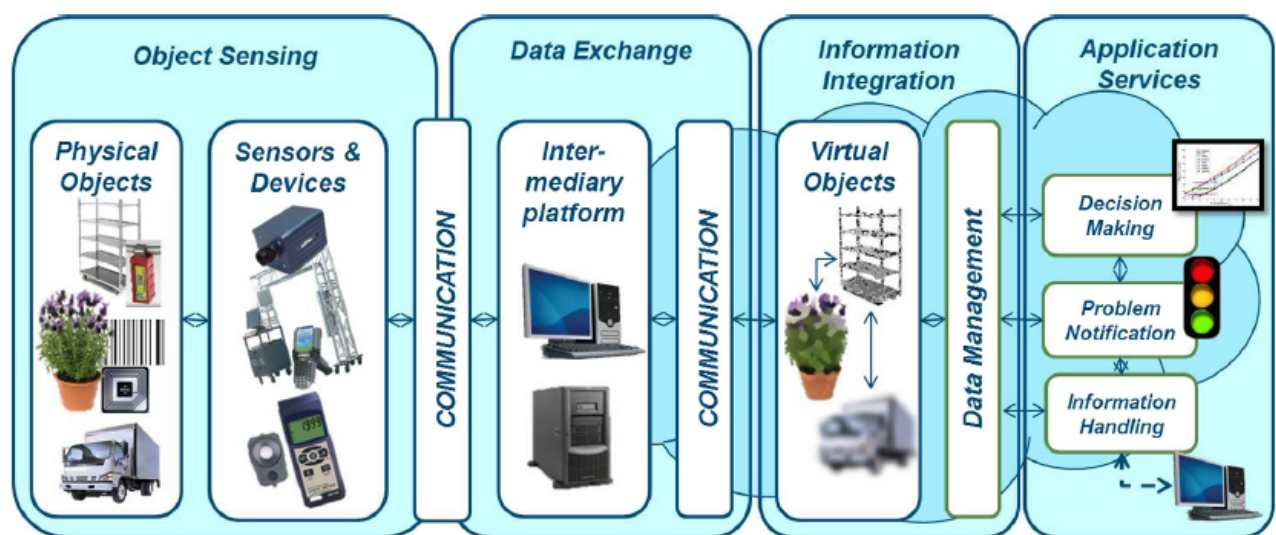 Object Sensing
Data Exchange
Information
Integration
Application
Services
Physical
Objects
Sensors &
Devices
COMMUNICATION
Inter-
mediary
platform
COMMUNICATION
Virtual
Objects
Data Management
Decision
Making
Problem
Notification
Information
Handling
1999